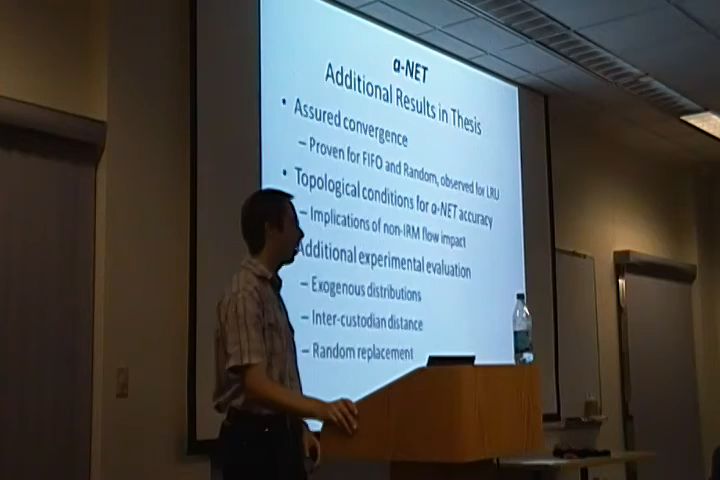 a-NET
Additional Results in Thesis
• Assured convergence
– Proven for FIFO and Random, observed for LRU
• Topological conditions for a-NET accuracy
– Implications of non-IRM flow impact
Additional experimental evaluation
– Exogenous distributions
– Inter-custodian distance
– Random replacement